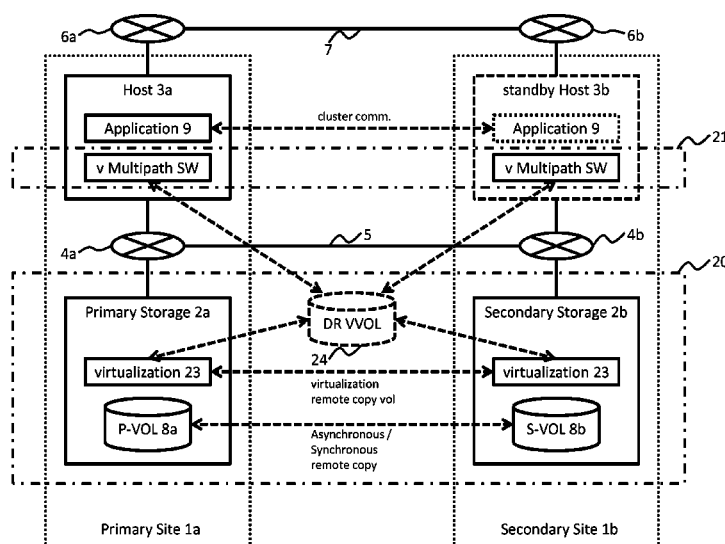 6a
7
6b
Host 3a
standby Host 3b
Application 9
cluster comm.
Application 9
21
v Multipath SW
v Multipath SW
4a
5
4b
20
Primary Storage 2a
DR VVOL
Secondary Storage 2b
24
virtualization 23
virtualization 23
virtualization
remote copy vol
P-VOL 8a
S-VOL 8b
Asynchronous /
Synchronous
remote copy
Primary Site 1a
Secondary Site 1b